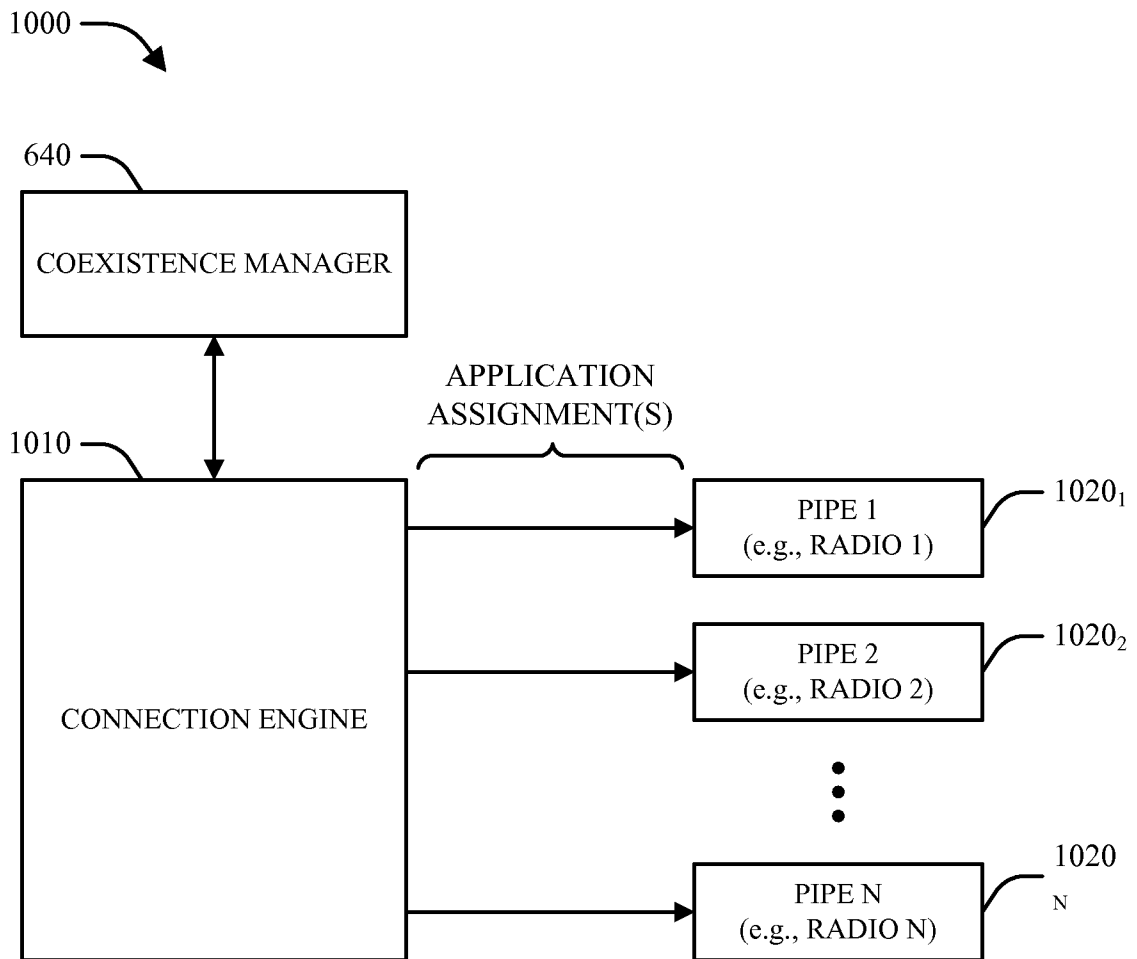 1000
640
COEXISTENCE MANAGER
APPLICATION
ASSIGNMENT(S)
1010
CONNECTION ENGINE
PIPE 1
(e.g., RADIO 1)
1020₁
PIPE 2
(e.g., RADIO 2)
1020₂
PIPE N
(e.g., RADIO N)
1020
N